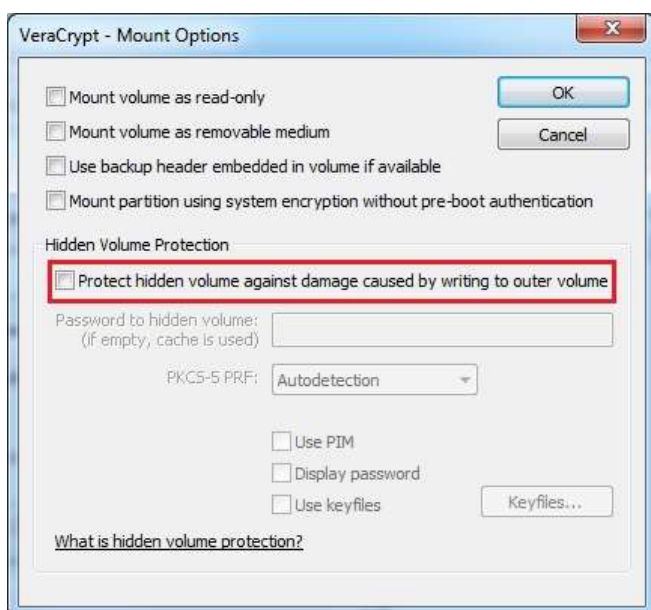 VeraCrypt - Mount Options
Mount volume as read-only
OK
Mount volume as removable medium
Cancel
Use backup header embedded in volume if available
Mount partition using system encryption without pre-boot authentication
Hidden Volume Protection
Protect hidden volume against damage caused by writing to outer volume
Password to hidden volume:
(if empty, cache is used)
PKCS-5 PRF:
Autodetection
Use PIM
Display password
Use keyfiles
Keyfiles...
What is hidden volume protection?